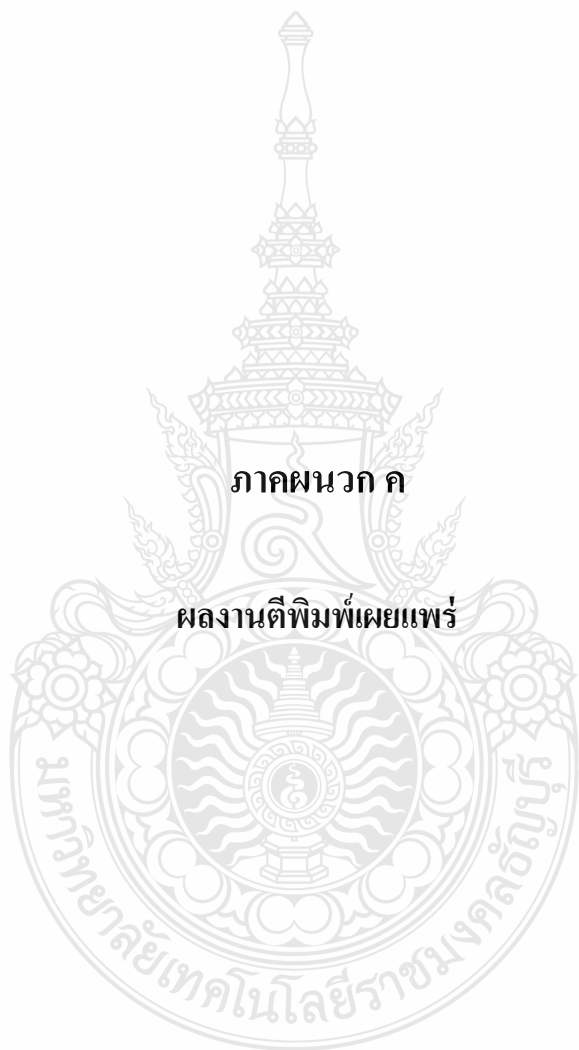 ภาคผนวก ค
ผลงานตีพิมพ์เผยแพร่
มหาวิทยาลัยเทคโนโลยีราชมงคลธัญบุรี